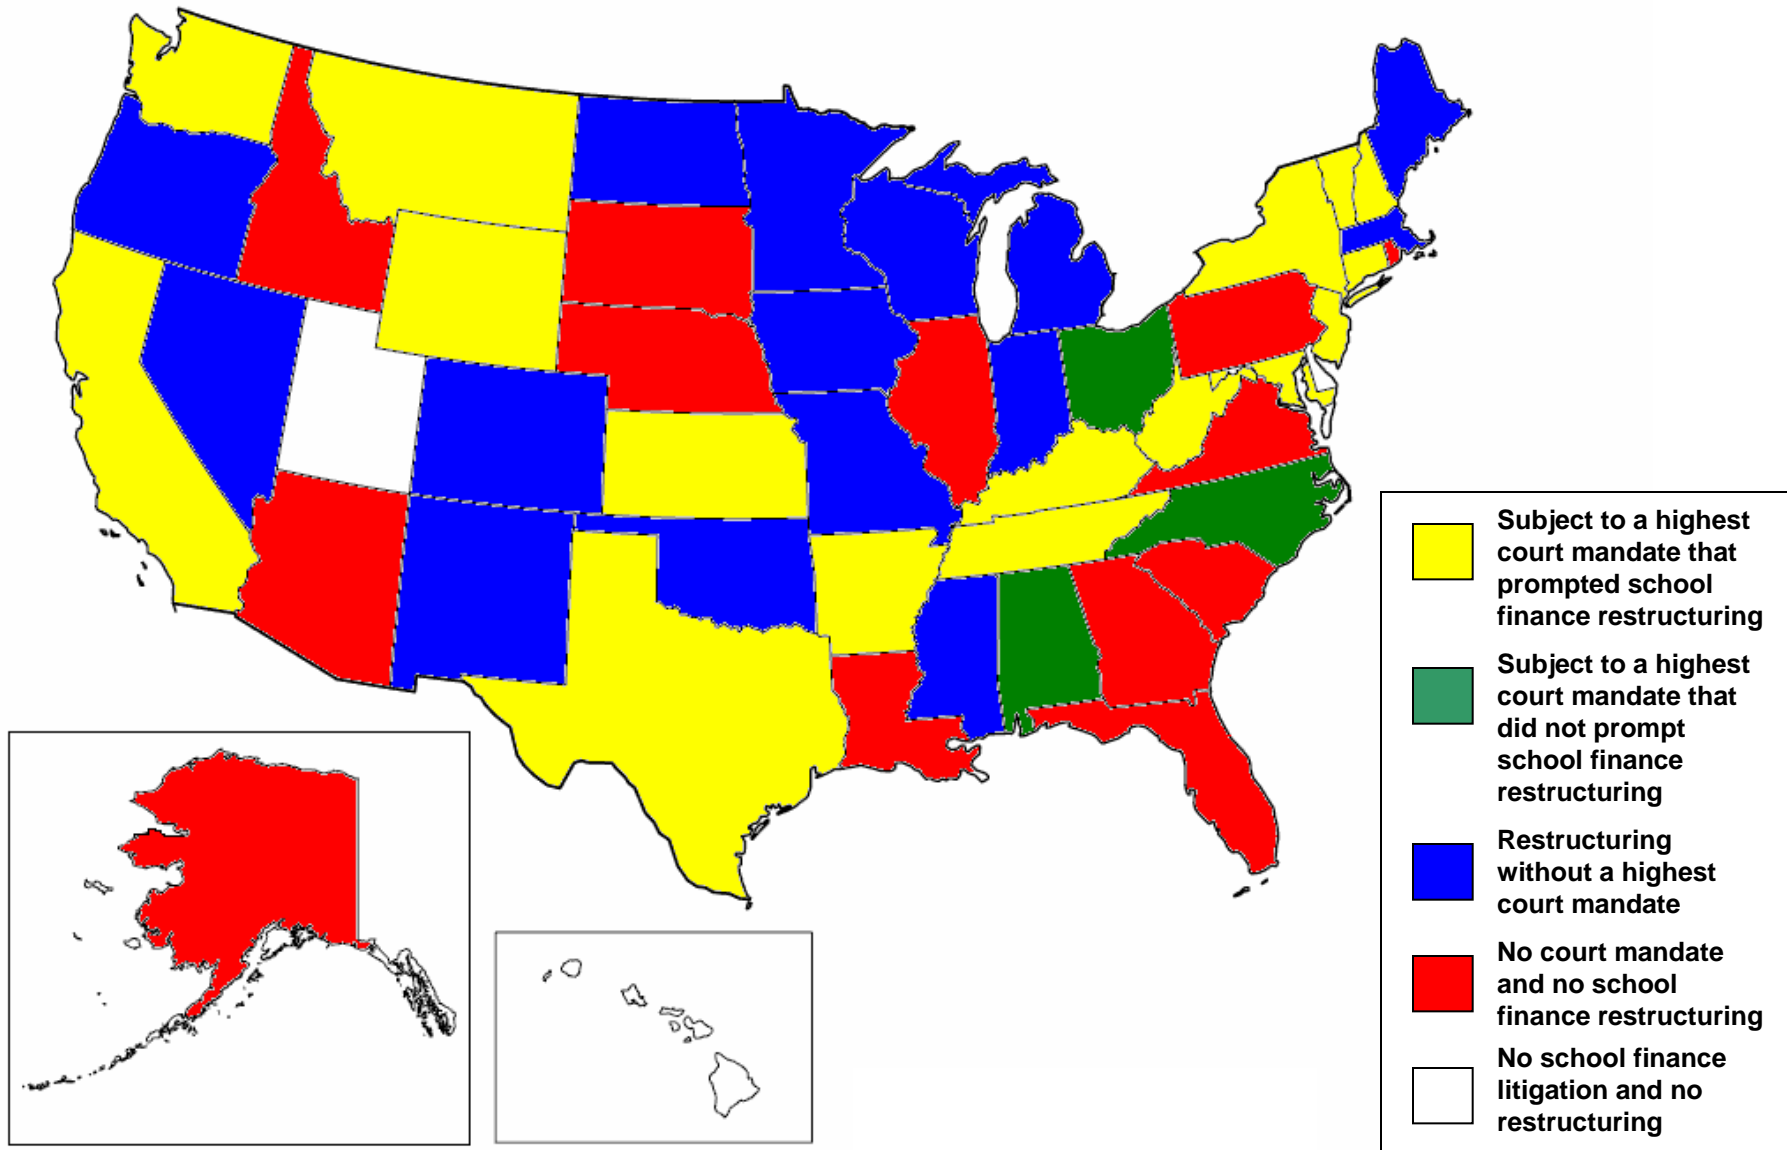 Subject to a highest
court mandate that
prompted school
finance restructuring
Subject to a highest
court mandate that
did not prompt
school finance
restructuring
Restructuring
without a highest
court mandate
No court mandate
and no school
finance restructuring
No school finance
litigation and no
restructuring